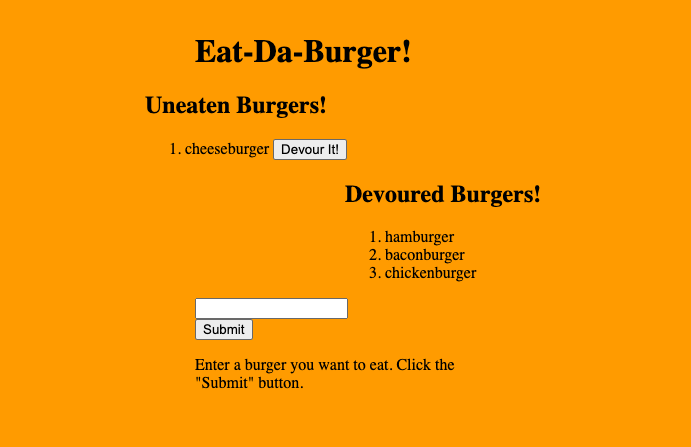 Eat-Da-Burger!
Uneaten Burgers!
1. cheeseburger Devour It!
Devoured Burgers!
1. hamburger
2. baconburger
3. chickenburger
Submit
Enter a burger you want to eat. Click the
"Submit" button.